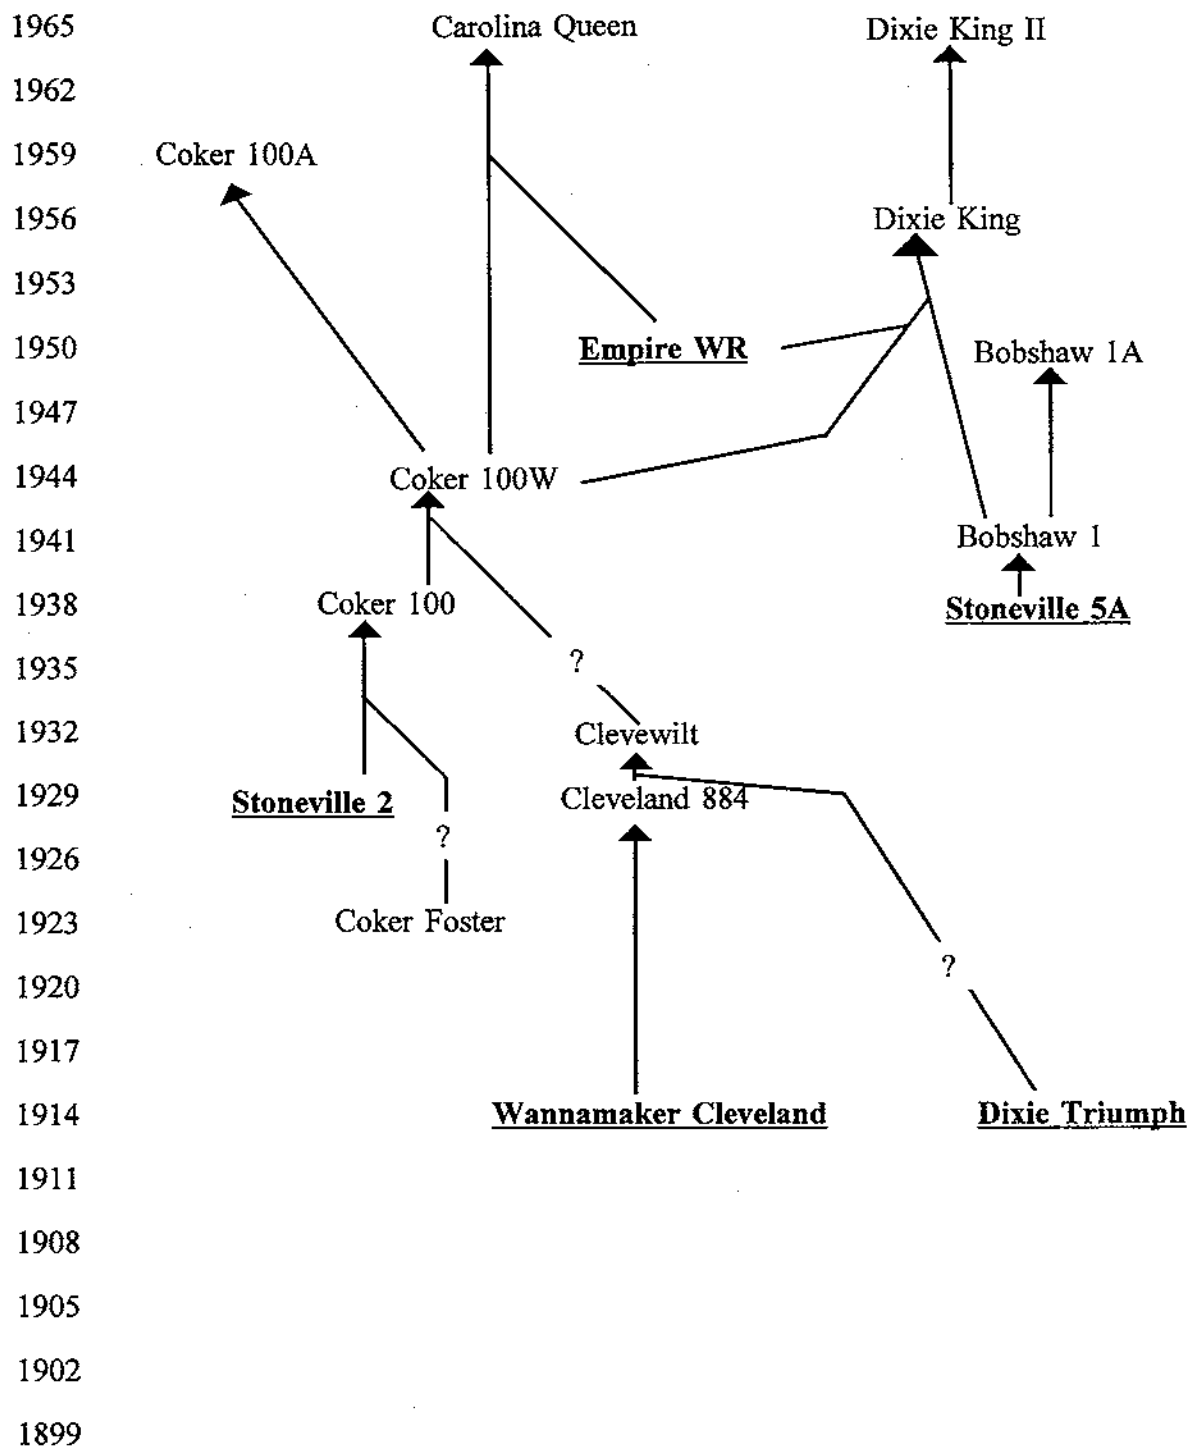 1965 Carolina Queen Dixie King II
1962
1959 Coker 100A
1956 Dixie King
1953
1950 Empire WR Bobshaw 1A
1947
1944 Coker 100W
1941 Bobshaw 1
1938 Coker 100 Stoneville 5A
1935 ?
1932 Clevewilt
1929 Stoneville 2 Cleveland 884
1926 ?
1923 Coker Foster
?
1920
1917
1914 Wannamaker Cleveland Dixie Triumph
1911
1908
1905
1902
1899